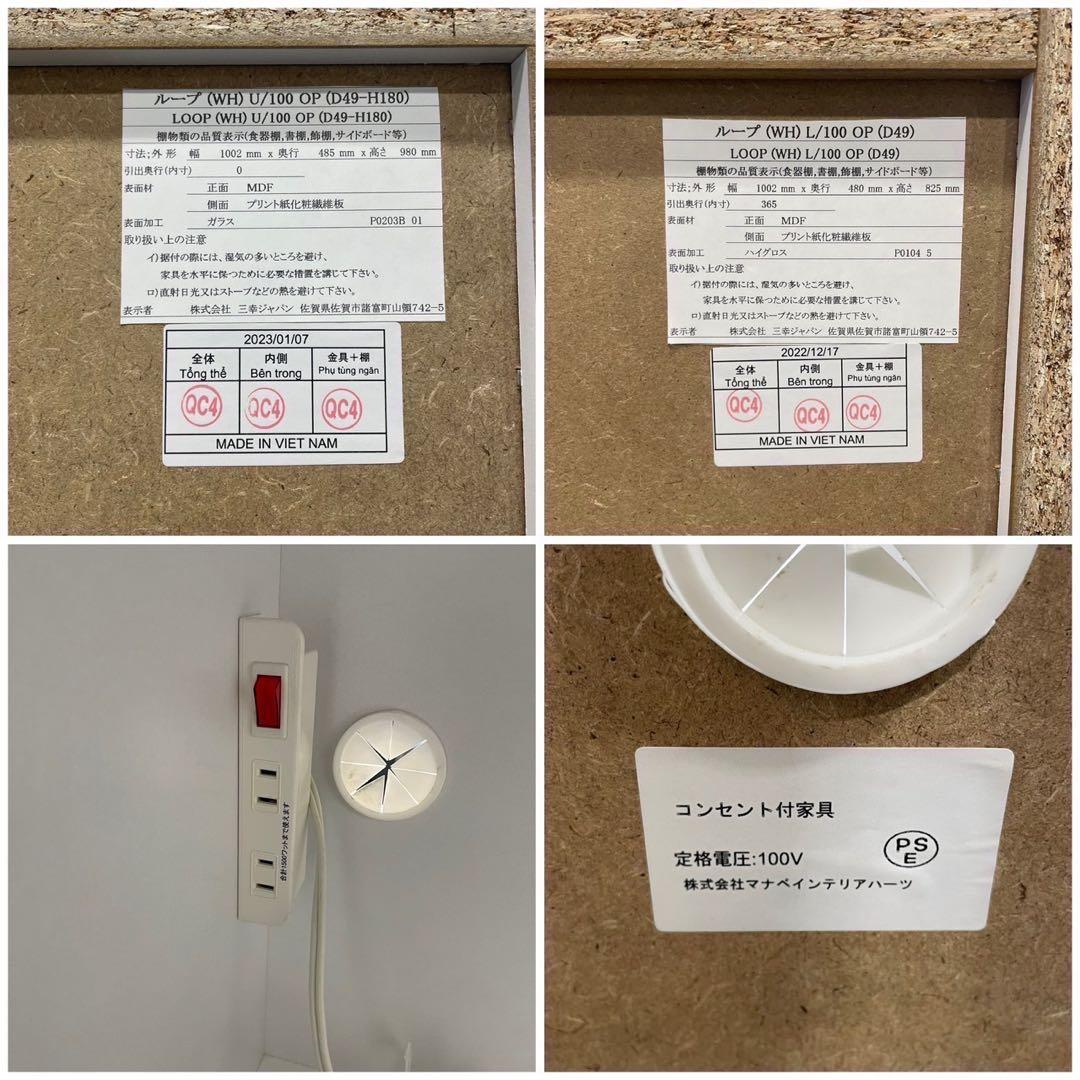 ループ (WH) U/100 OP (D49-H180)
LOOP (WH) U/100 OP (D49-H180)
棚物類の品質表示(食器棚,書棚,飾棚,サイドボード等)
寸法;外 形 幅 1002 mm x 奥行 485 mm x 高さ 980 mm
引出奥行(内寸) 0
表面材 正面 MDF
側面 プリント紙化粧繊維板
表面加工 ガラス P0203B 01
取り扱い上の注意
イ)据付の際には、湿気の多いところを避け、
家具を水平に保つために必要な措置を講じて下さい。
ロ)直射日光又はストーブなどの熱を避けて下さい。
表示者 株式会社 三幸ジャパン 佐賀県佐賀市諸富町山領742-5
2023/01/07
全体 内側 金具+棚
Tổng thể Bên trong Phụ tùng ngăn
QC4 QC4 QC4
MADE IN VIET NAM
ループ (WH) L/100 OP (D49)
LOOP (WH) L/100 OP (D49)
棚物類の品質表示(食器棚,書棚,飾棚,サイドボード等)
寸法;外 形 幅 1002 mm x 奥行 480 mm x 高さ 825 mm
引出奥行(内寸) 365
表面材 正面 MDF
側面 プリント紙化粧繊維板
表面加工 ハイグロス P0104 5
取り扱い上の注意
イ)据付の際には、湿気の多いところを避け、
家具を水平に保つために必要な措置を講じて下さい。
ロ)直射日光又はストーブなどの熱を避けて下さい。
表示者 株式会社 三幸ジャパン 佐賀県佐賀市諸富町山領742-5
2022/12/17
全体 内側 金具+棚
Tổng thể Bên trong Phụ tùng ngăn
QC4 QC4 QC4
MADE IN VIET NAM
合計1500ワットまで使えます
コンセント付家具
定格電圧:100V
PS
E
株式会社マナベインテリアハーツ